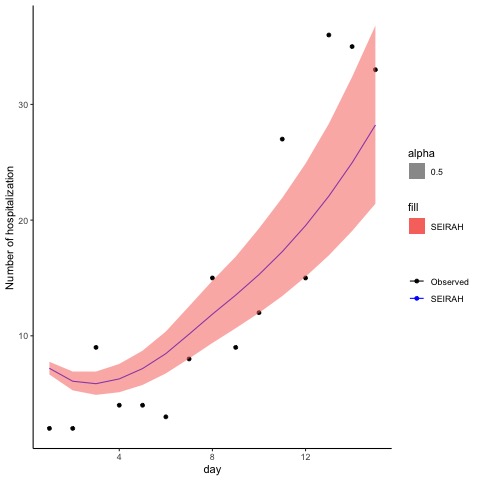 Number of hospitalization
30
20
10
4
8
12
day
alpha
0.5
fill
SEIRAH
Observed
SEIRAH